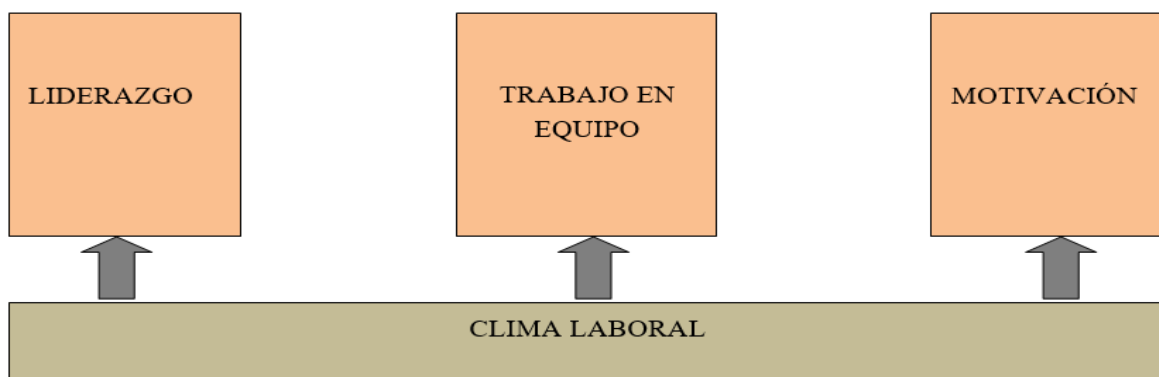 LIDERAZGO
TRABAJO EN
EQUIPO
MOTIVACIÓN
CLIMA LABORAL